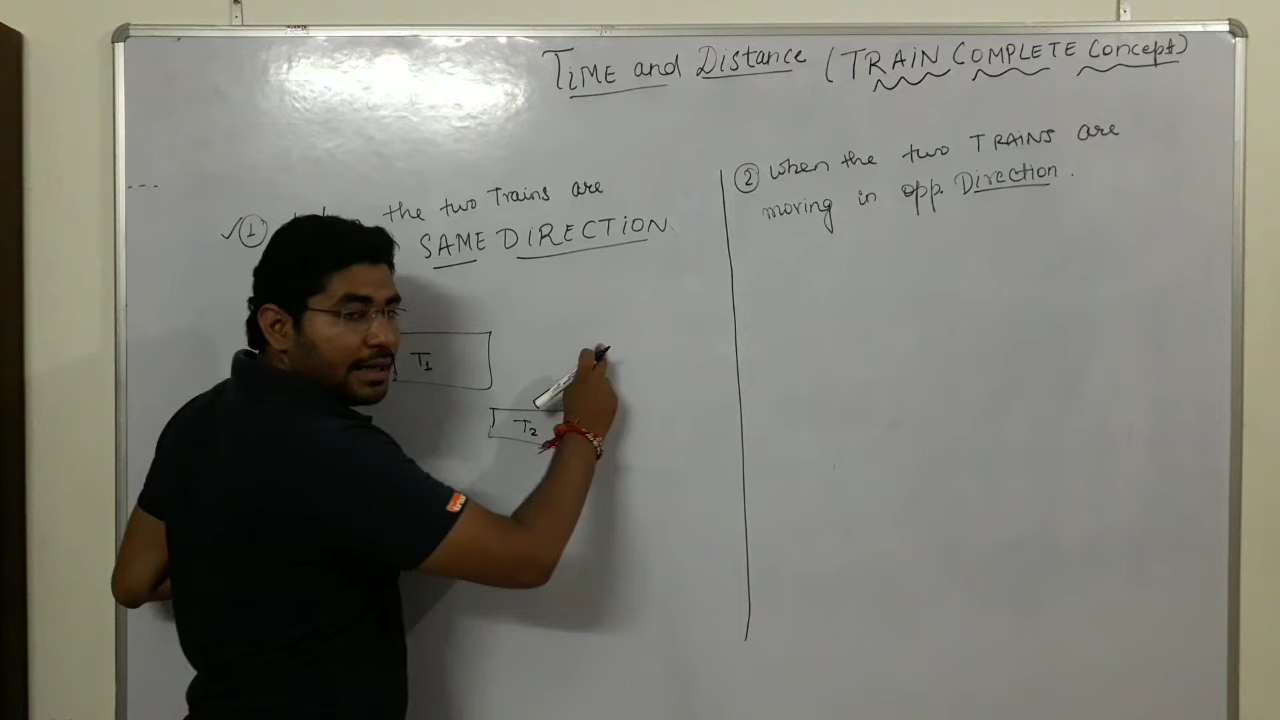 TiME and Distance (TRAiN COMPLETE Concept)
① the two Trains are
SAME DIRECTiON
T1
T2
② when the two TRAiNS are
moving in opp. Direction.